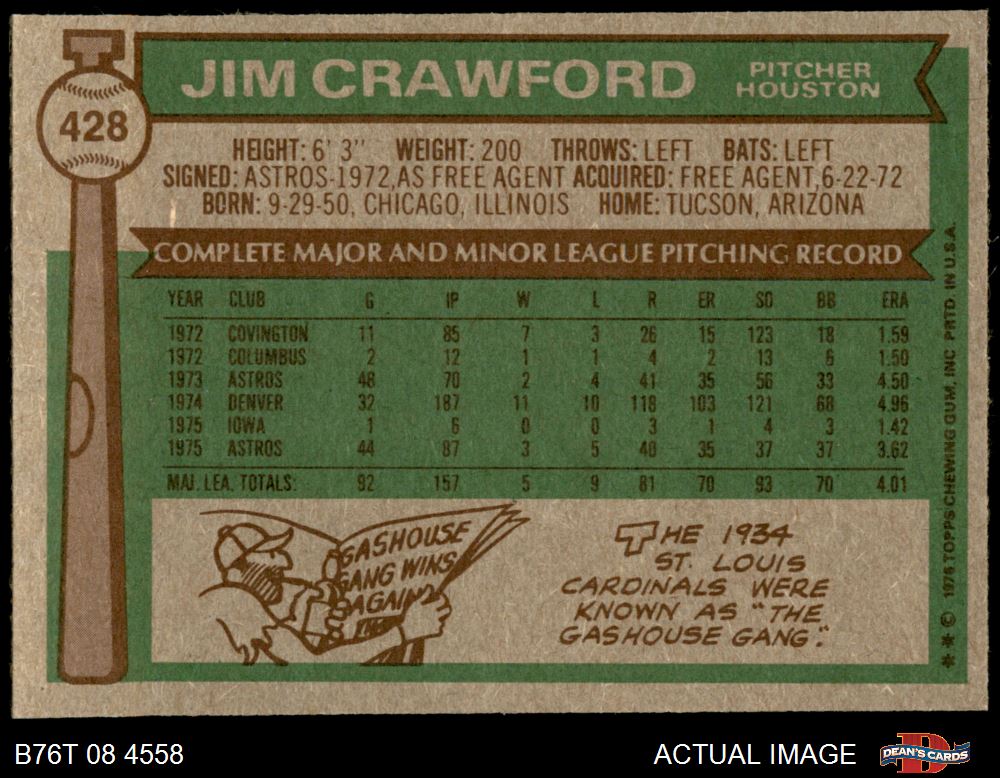 428
JIM CRAWFORD
PITCHER
HOUSTON
HEIGHT: 6' 3" WEIGHT: 200 THROWS: LEFT BATS: LEFT
SIGNED: ASTROS-1972,AS FREE AGENT ACQUIRED: FREE AGENT,6-22-72
BORN: 9-29-50, CHICAGO, ILLINOIS HOME: TUCSON, ARIZONA
COMPLETE MAJOR AND MINOR LEAGUE PITCHING RECORD
YEAR CLUB G IP W L R ER SO BB ERA
1972 COVINGTON 11 85 7 3 26 15 123 18 1.59
1972 COLUMBUS 2 12 1 1 4 2 13 6 1.50
1973 ASTROS 48 70 2 4 41 35 56 33 4.50
1974 DENVER 32 187 11 10 118 103 121 68 4.96
1975 IOWA 1 6 0 0 3 1 4 3 1.42
1975 ASTROS 44 87 3 5 40 35 37 37 3.62
MAJ. LEA. TOTALS: 92 157 5 9 81 70 93 70 4.01
GASHOUSE
GANG WINS
AGAIN
THE 1934
ST. LOUIS
CARDINALS WERE
KNOWN AS "THE
GASHOUSE GANG."
** © 1976 TOPPS CHEWING GUM, INC. PRTD. IN U.S.A.
B76T 08 4558
ACTUAL IMAGE
D
DEAN'S CARDS